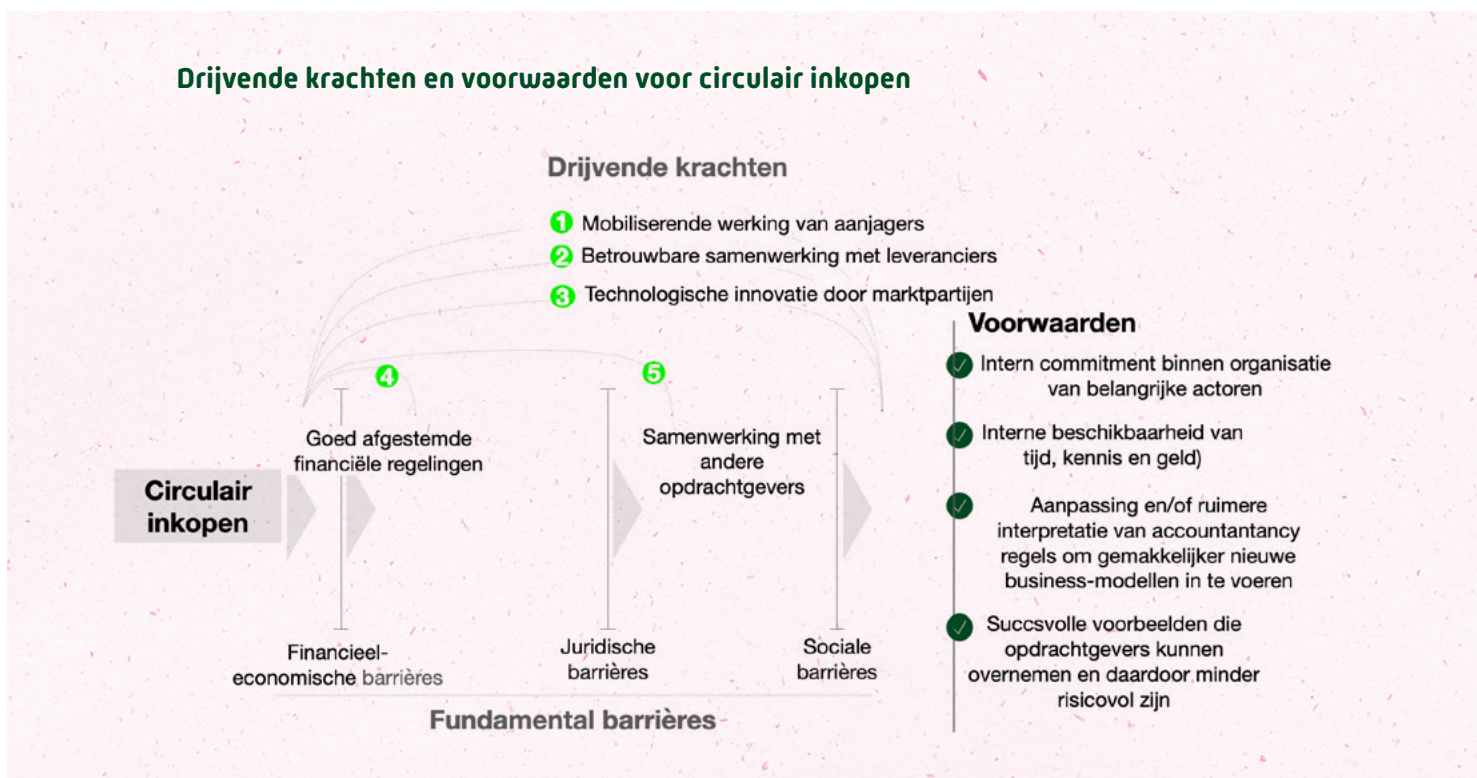 Drijvende krachten en voorwaarden voor circulair inkopen
Drijvende krachten
1 Mobiliserende werking van aanjagers
2 Betrouwbare samenwerking met leveranciers
3 Technologische innovatie door marktpartijen
4
5
Goed afgestemde
financiële regelingen
Samenwerking met
andere
opdrachtgevers
Circulair
inkopen
Financieel-
economische barrières
Juridische
barrières
Sociale
barrières
Fundamental barrières
Voorwaarden
Intern commitment binnen organisatie
van belangrijke actoren
Interne beschikbaarheid van
tijd, kennis en geld)
Aanpassing en/of ruimere
interpretatie van accountantancy
regels om gemakkelijker nieuwe
business-modellen in te voeren
Succsvolle voorbeelden die
opdrachtgevers kunnen
overnemen en daardoor minder
risicovol zijn